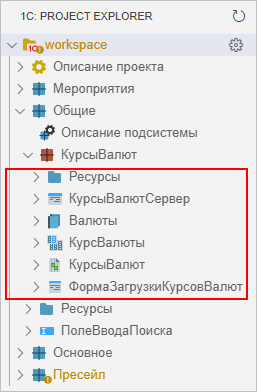 1C: PROJECT EXPLORER
workspace
Описание проекта
Мероприятия
Общие
Описание подсистемы
КурсыВалют
Ресурсы
КурсыВалютСервер
Валюты
КурсВалюты
КурсыВалют
ФормаЗагрузкиКурсовВалют
Ресурсы
ПолеВводаПоиска
Основное
Пресейл